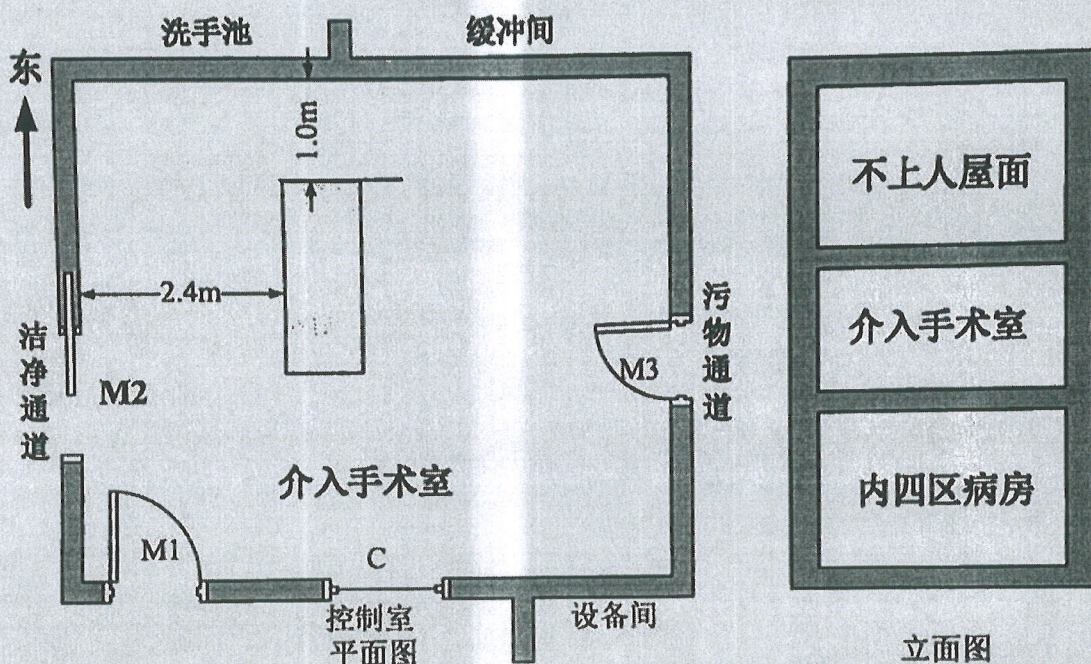 洗手池
缓冲间
东
1.0m
不上人屋面
2.4m
污物通道
介入手术室
洁净通道
M2
M3
介入手术室
内四区病房
M1
C
控制室
设备间
平面图
立面图